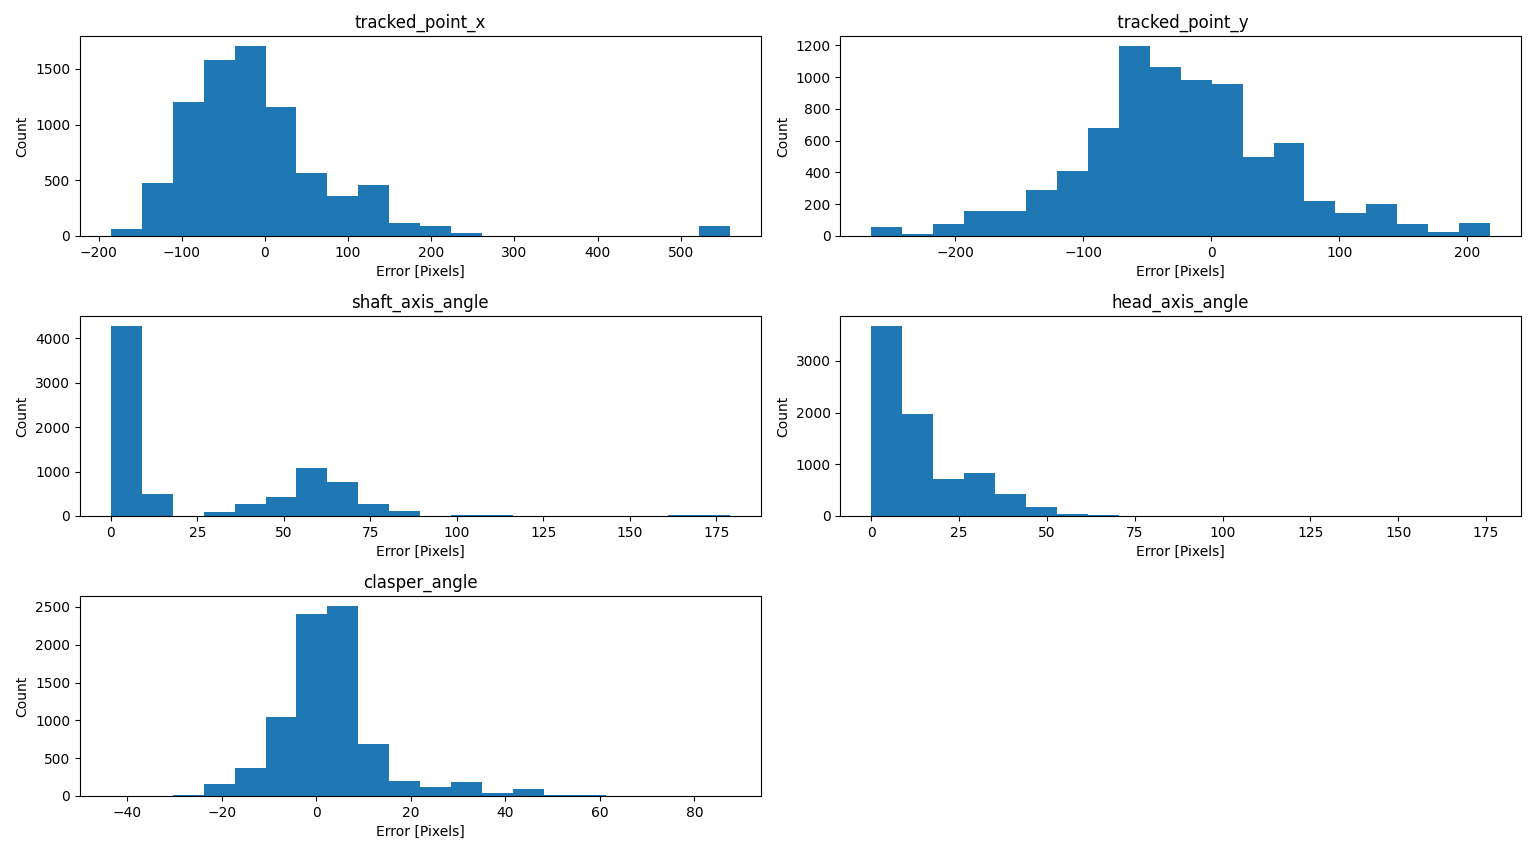 tracked_point_x
1500
1000
500
0
Count
−200 −100 0 100 200 300 400 500
Error [Pixels]
tracked_point_y
1200
1000
800
600
400
200
0
Count
−200 −100 0 100 200
Error [Pixels]
shaft_axis_angle
4000
3000
2000
1000
0
Count
0 25 50 75 100 125 150 175
Error [Pixels]
head_axis_angle
3000
2000
1000
0
Count
0 25 50 75 100 125 150 175
Error [Pixels]
clasper_angle
2500
2000
1500
1000
500
0
Count
−40 −20 0 20 40 60 80
Error [Pixels]